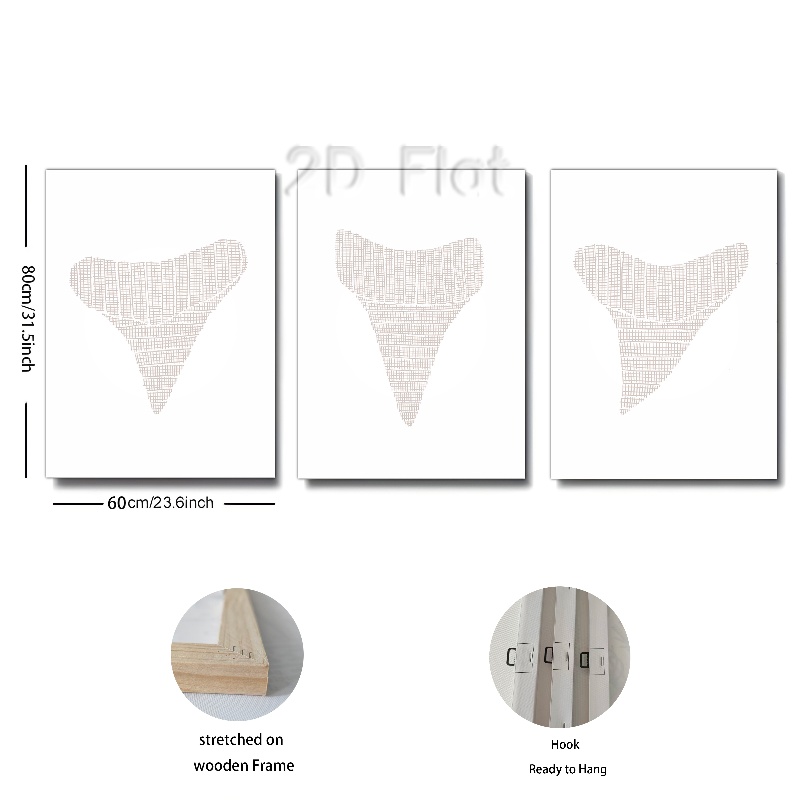 2D Flat
80cm/31.5inch
60cm/23.6inch
stretched on
wooden Frame
Hook
Ready to Hang